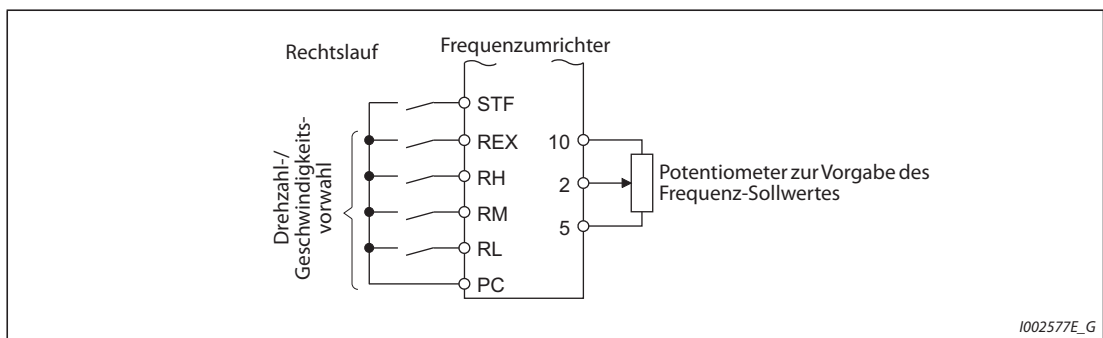 Rechtslauf
Frequenzumrichter
STF
REX
RH
RM
RL
PC
Drehzahl-/
Geschwindigkeits-
vorwahl
10
2
5
Potentiometer zur Vorgabe des
Frequenz-Sollwertes
I002577E_G